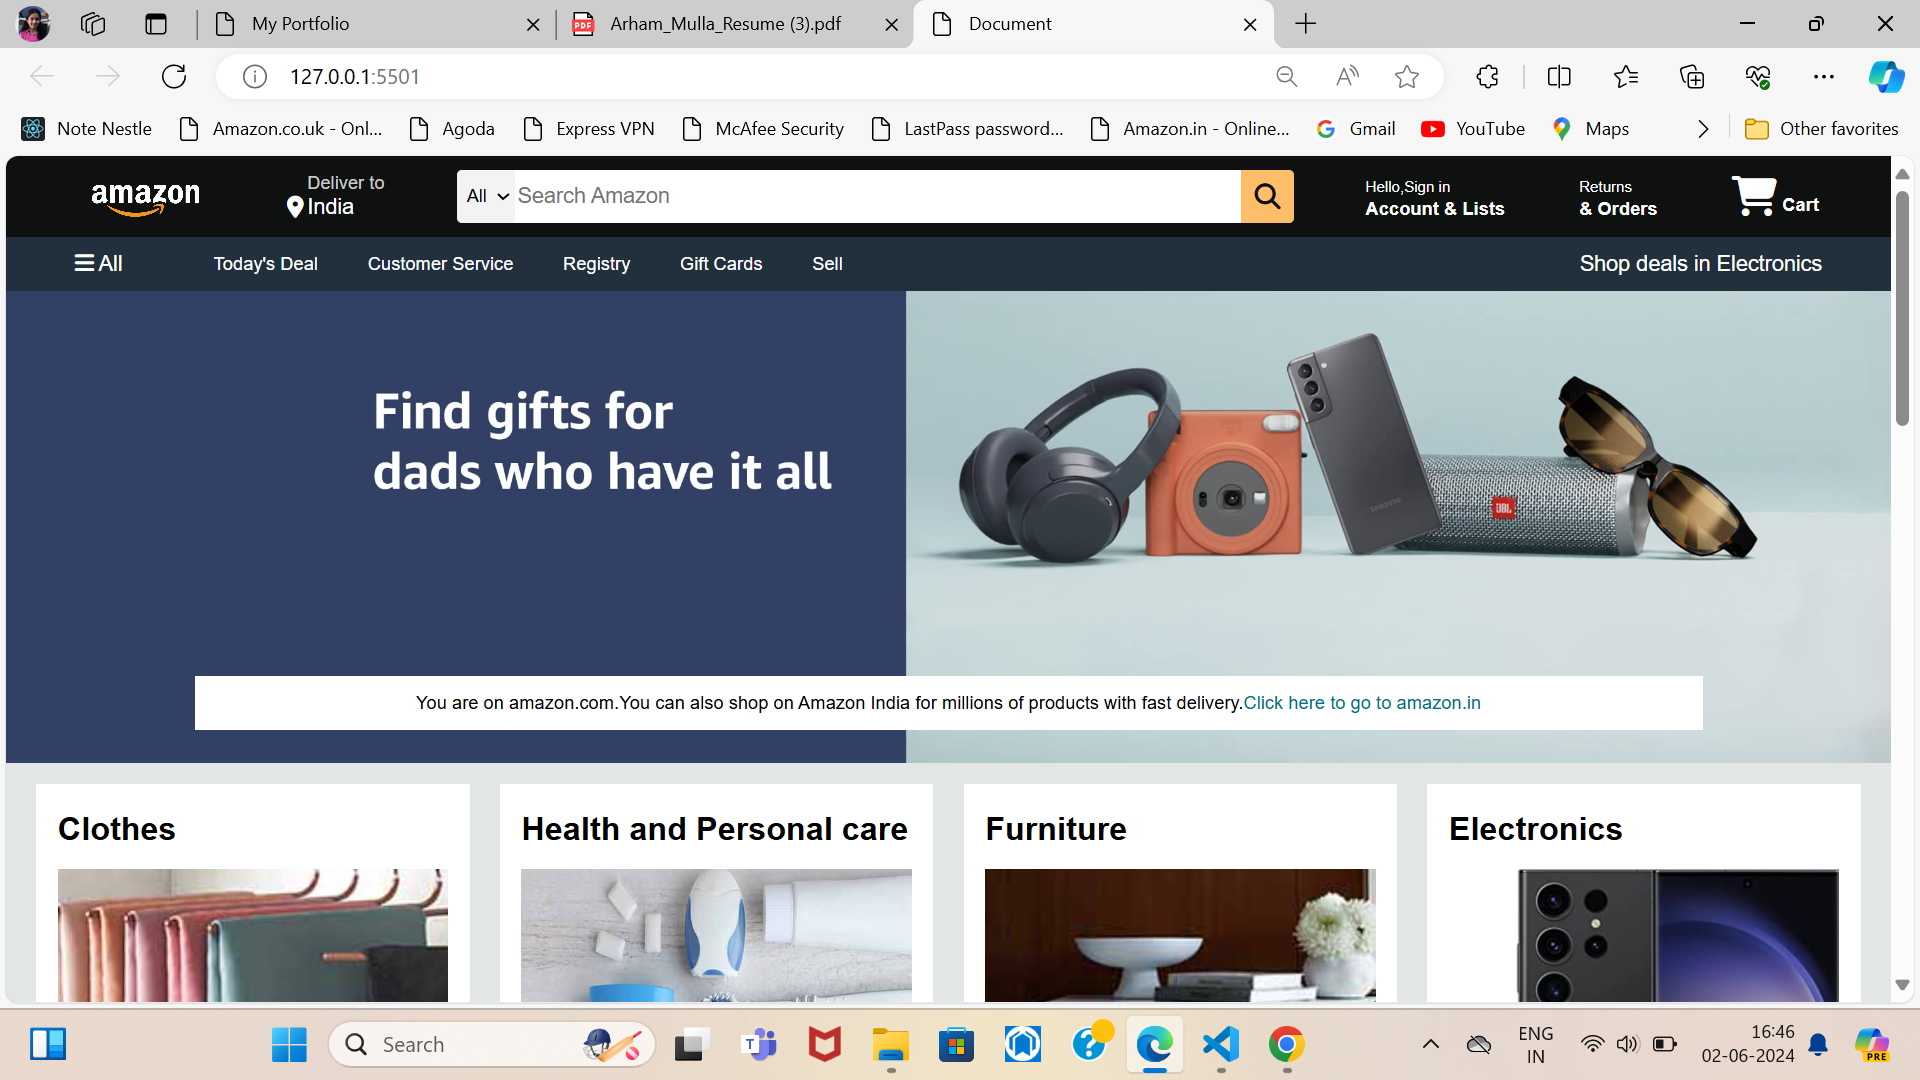 My Portfolio
Arham_Mulla_Resume (3).pdf
Document
127.0.0.1:5501
Note Nestle
Amazon.co.uk - Onl...
Agoda
Express VPN
McAfee Security
LastPass password...
Amazon.in - Online...
Gmail
YouTube
Maps
Other favorites
amazon
Deliver to
India
All
Search Amazon
Hello,Sign in
Account & Lists
Returns
& Orders
Cart
All
Today's Deal
Customer Service
Registry
Gift Cards
Sell
Shop deals in Electronics
Find gifts for
dads who have it all
SAMSUNG
JBL
You are on amazon.com.You can also shop on Amazon India for millions of products with fast delivery.Click here to go to amazon.in
Clothes
Health and Personal care
Furniture
Electronics
Search
ENG
IN
16:46
02-06-2024
PRE